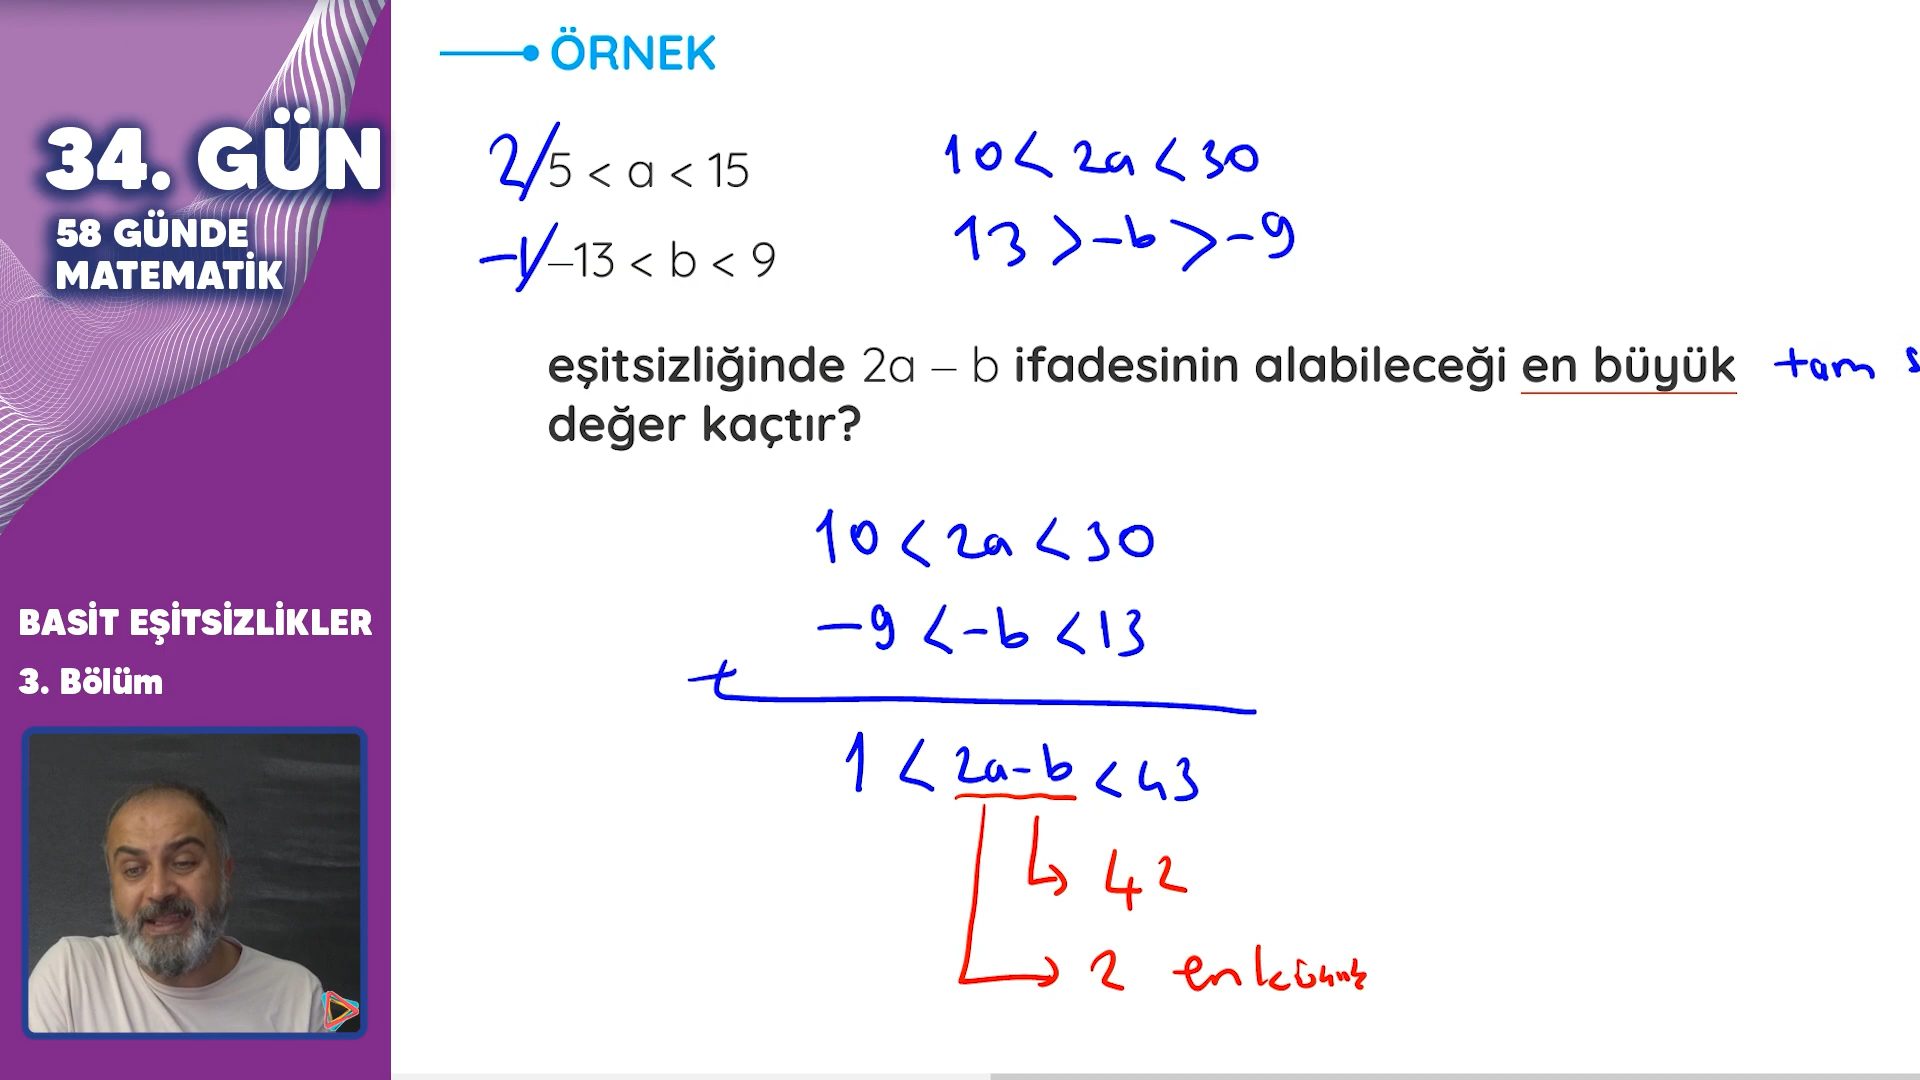 34. GÜN
58 GÜNDE
MATEMATİK
BASİT EŞİTSİZLİKLER
3. Bölüm
ÖRNEK
2/ 5 < a < 15
10 < 2a < 30
-1/ –13 < b < 9
13 > -b > -9
eşitsizliğinde 2a – b ifadesinin alabileceği en büyük tam s
değer kaçtır?
10 < 2a < 30
-9 < -b < 13
+
1 < 2a-b < 43
42
2 en küçük